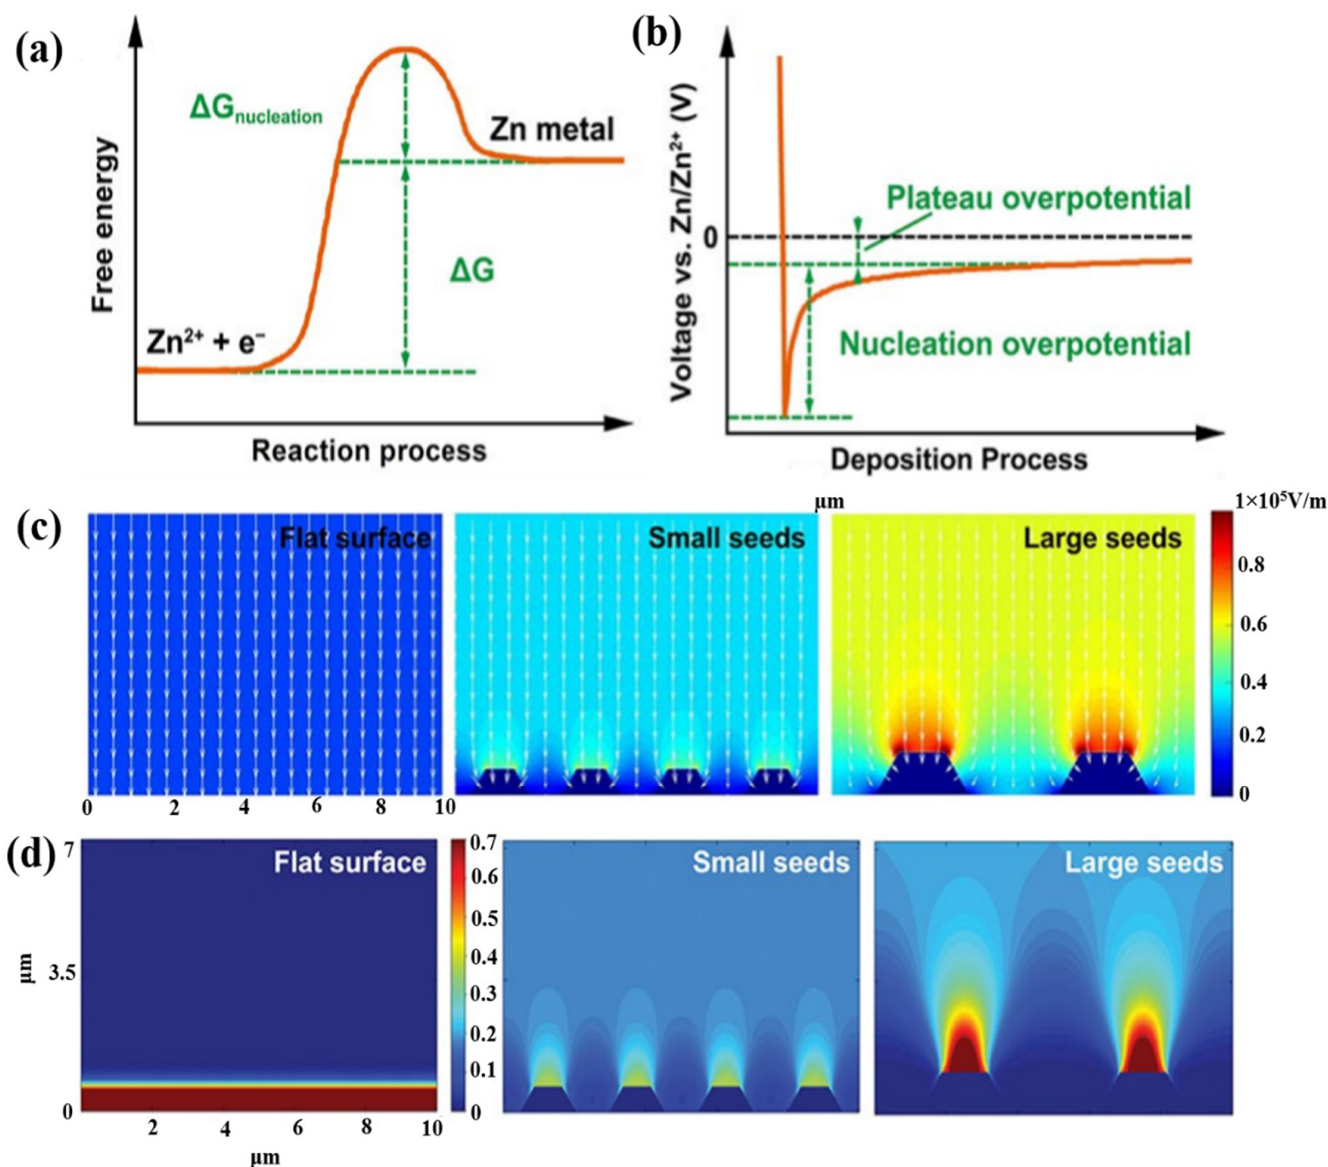 (a)
ΔGnucleation
Zn metal
ΔG
Zn²⁺ + e⁻
Free energy
Reaction process
(b)
Voltage vs. Zn/Zn²⁺ (V)
0
Plateau overpotential
Nucleation overpotential
Deposition Process
(c)
Flat surface
0 2 4 6 8 10
Small seeds
μm
Large seeds
1×10⁵V/m
0.8
0.6
0.4
0.2
0
(d)
μm
7
3.5
0
Flat surface
2 4 6 8 10
μm
0.7
0.6
0.5
0.4
0.3
0.2
0.1
0
Small seeds
Large seeds